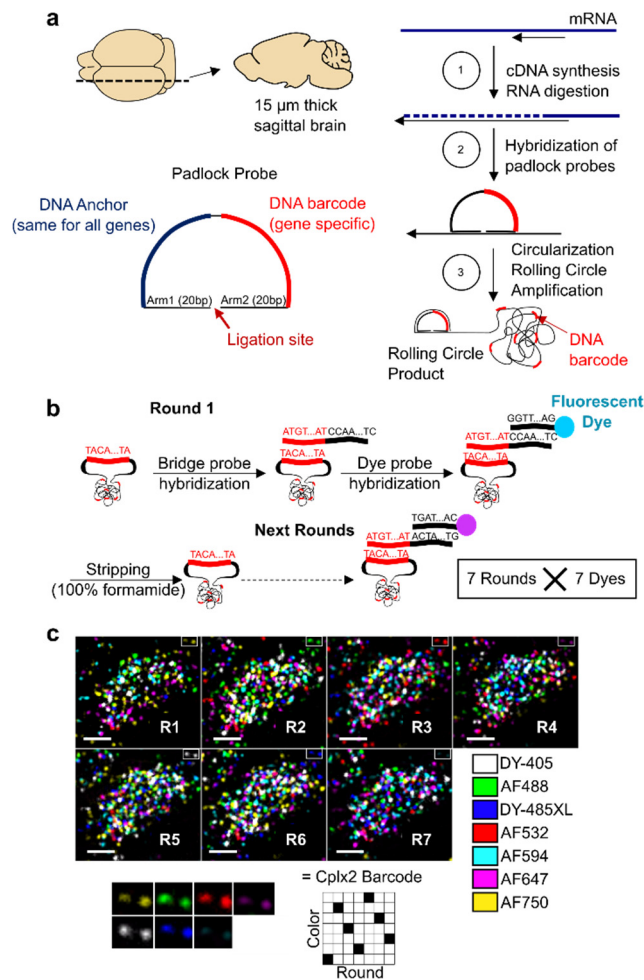 a
15 µm thick
sagittal brain
Padlock Probe
DNA Anchor
(same for all genes)
DNA barcode
(gene specific)
Arm1 (20bp)
Arm2 (20bp)
Ligation site
mRNA
1
cDNA synthesis
RNA digestion
2
Hybridization of
padlock probes
3
Circularization
Rolling Circle
Amplification
Rolling Circle
Product
DNA
barcode
b
Round 1
TACA...TA
Bridge probe
hybridization
ATGT...ATCCAA...TC
TACA...TA
Dye probe
hybridization
Fluorescent
Dye
GGTT...AG
ATGT...ATCCAA...TC
TACA...TA
Stripping
(100% formamide)
TACA...TA
Next Rounds
TGAT...AC
ATGT...AT ACTA...TG
TACA...TA
7 Rounds X 7 Dyes
c
R1
R2
R3
R4
R5
R6
R7
DY-405
AF488
DY-485XL
AF532
AF594
AF647
AF750
= Cplx2 Barcode
Color
Round